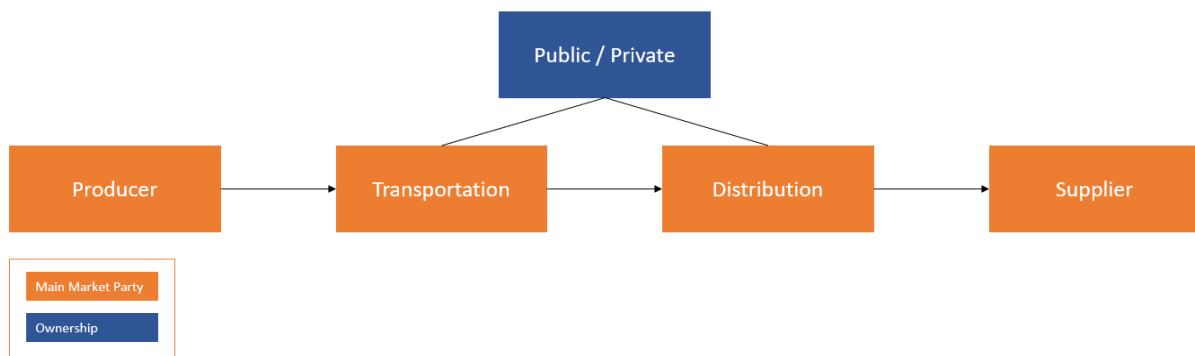 Public / Private
Producer
Transportation
Distribution
Supplier
Main Market Party
Ownership